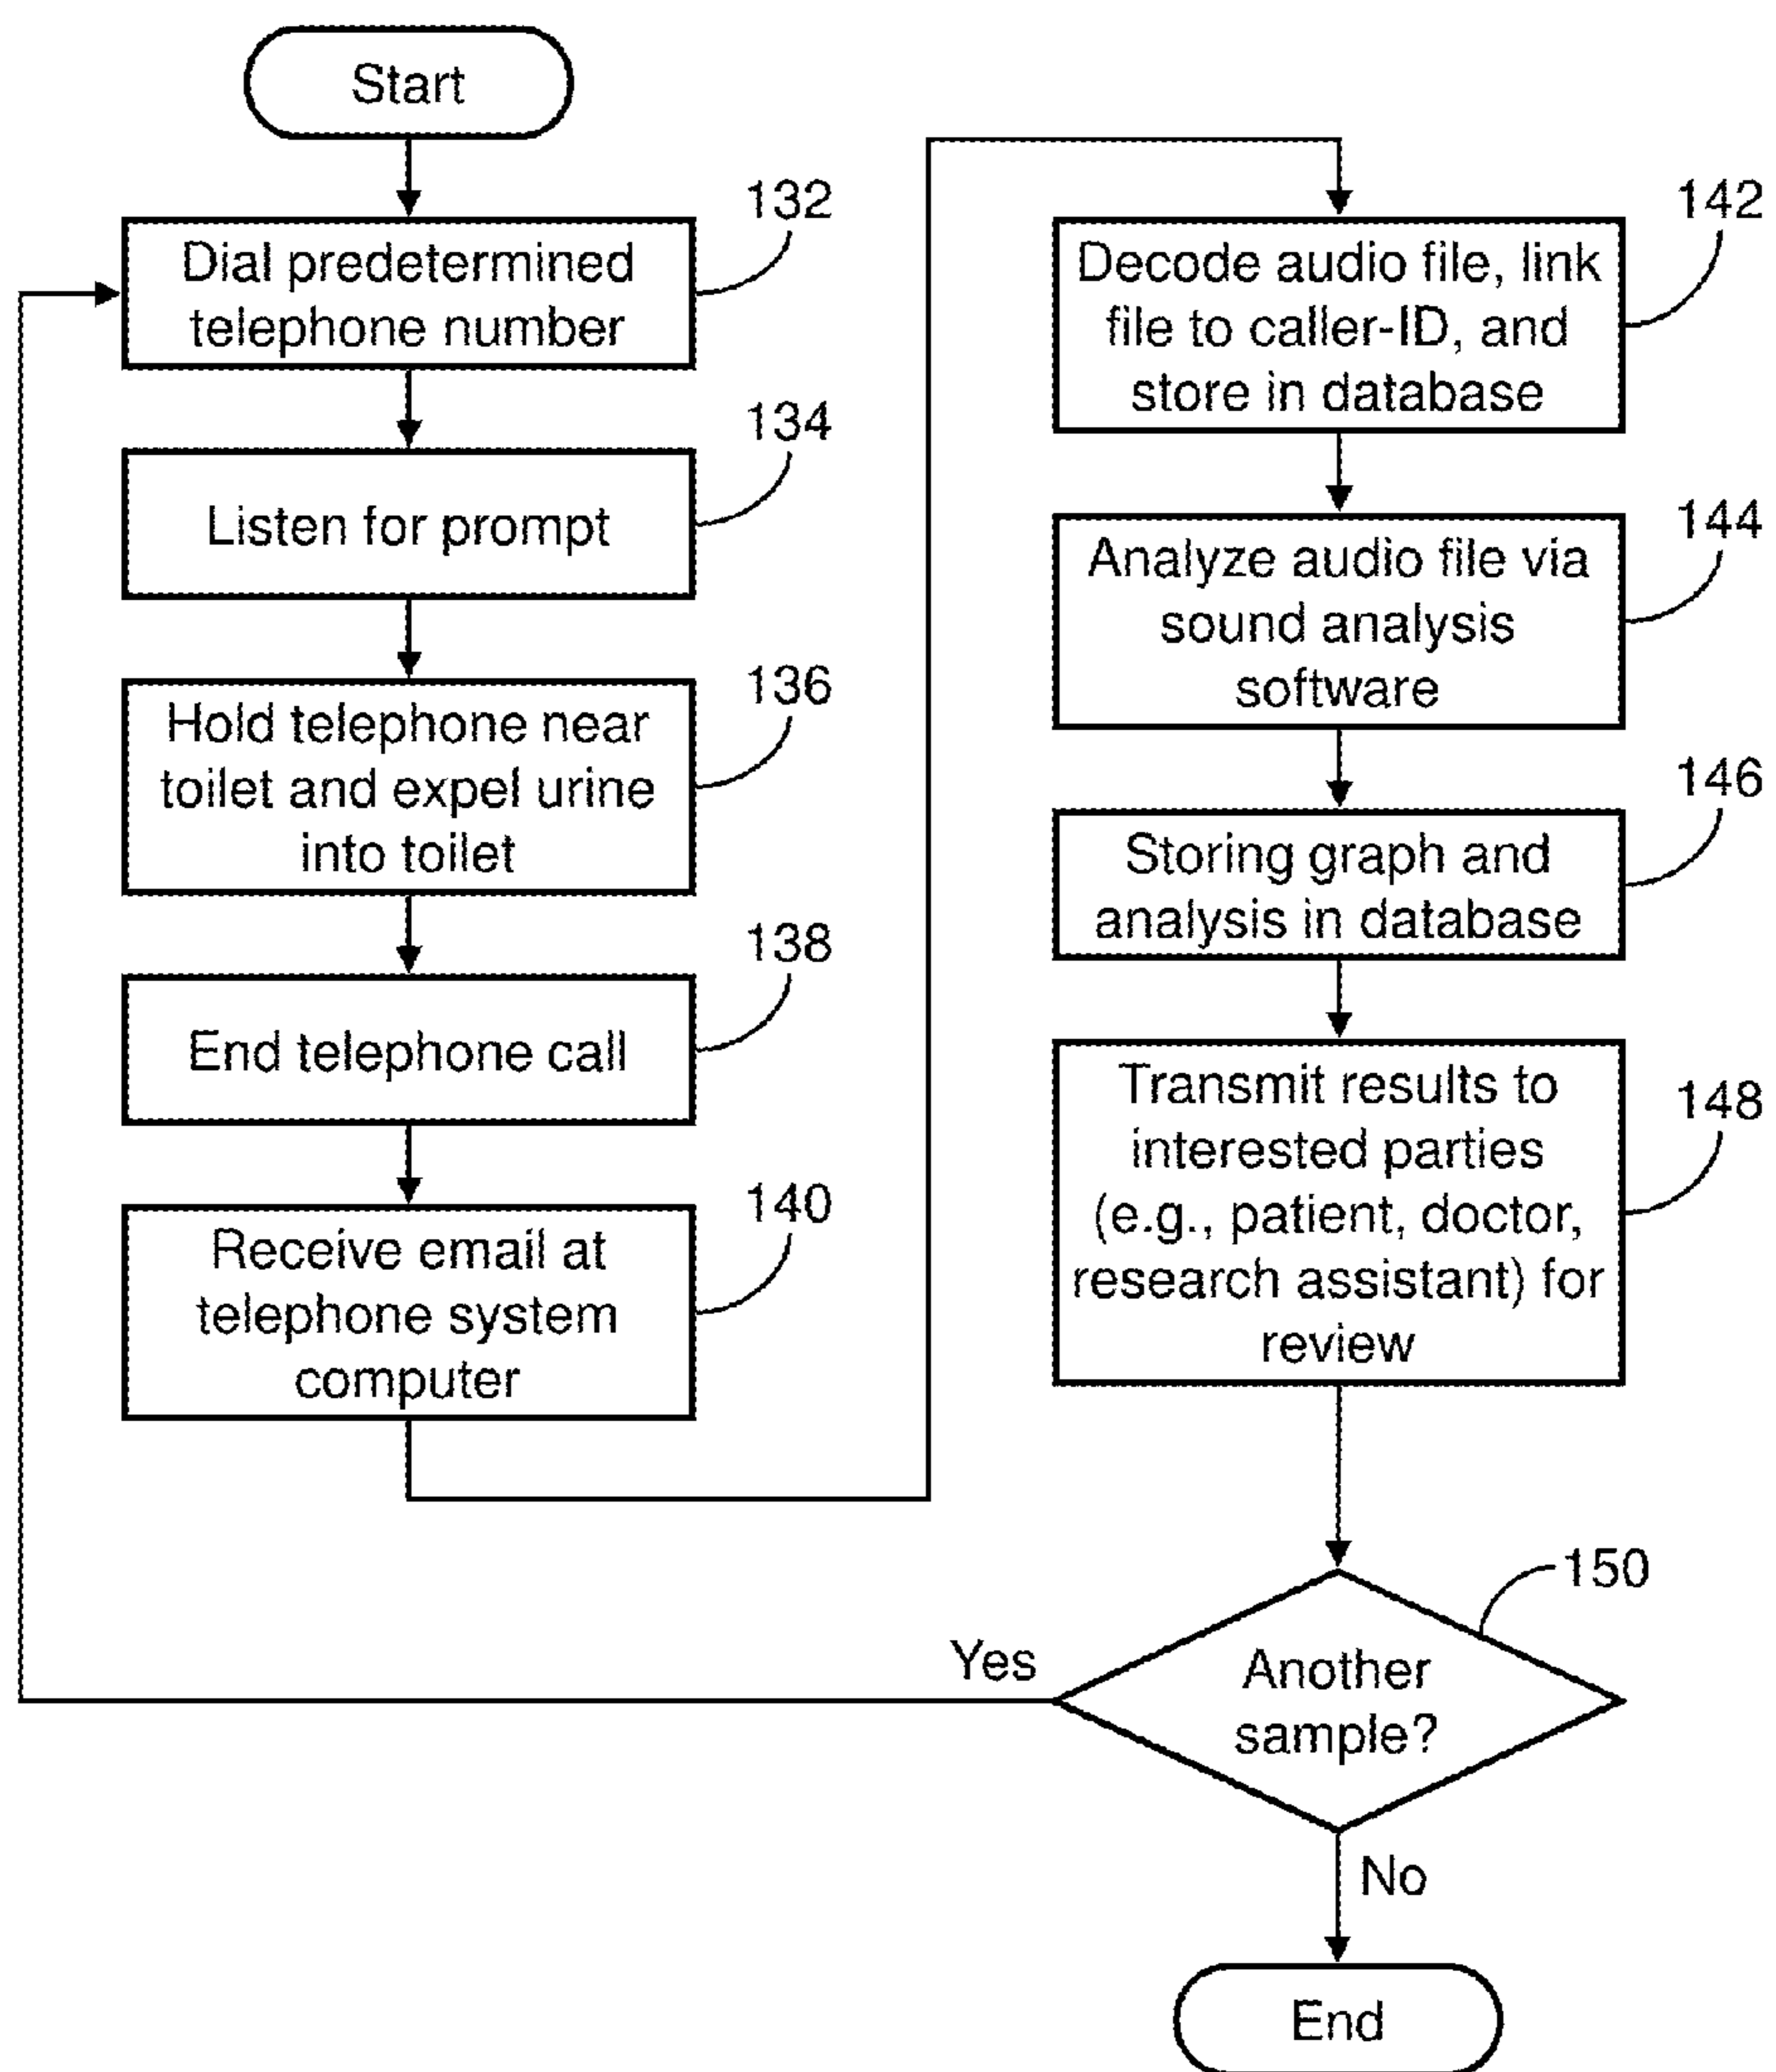 Start
132
Dial predetermined
telephone number
134
Listen for prompt
136
Hold telephone near
toilet and expel urine
into toilet
138
End telephone call
140
Receive email at
telephone system
computer
142
Decode audio file, link
file to caller-ID, and
store in database
144
Analyze audio file via
sound analysis
software
146
Storing graph and
analysis in database
148
Transmit results to
interested parties
(e.g., patient, doctor,
research assistant) for
review
150
Another
sample?
Yes
No
End